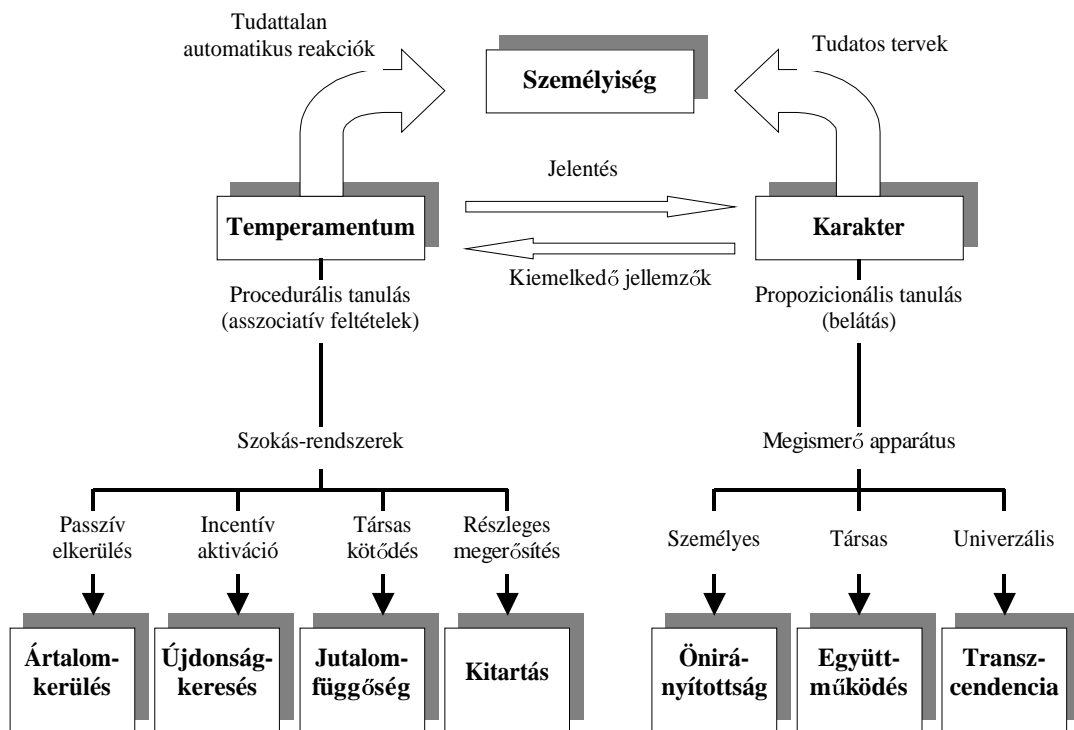 Tudattalan
automatikus reakciók
Személyiség
Tudatos tervek
Jelentés
Temperamentum
Karakter
Kiemelkedő jellemzők
Procedurális tanulás
(asszociatív feltételek)
Propozicionális tanulás
(belátás)
Szokás-rendszerek
Megismerő apparátus
Passzív
elkerülés
Incentív
aktiváció
Társas
kötődés
Részleges
megerősítés
Személyes
Társas
Univerzális
Ártalom-
kerülés
Újdonság-
keresés
Jutalom-
függőség
Kitartás
Önirá-
nyítottság
Együtt-
működés
Transz-
cendencia